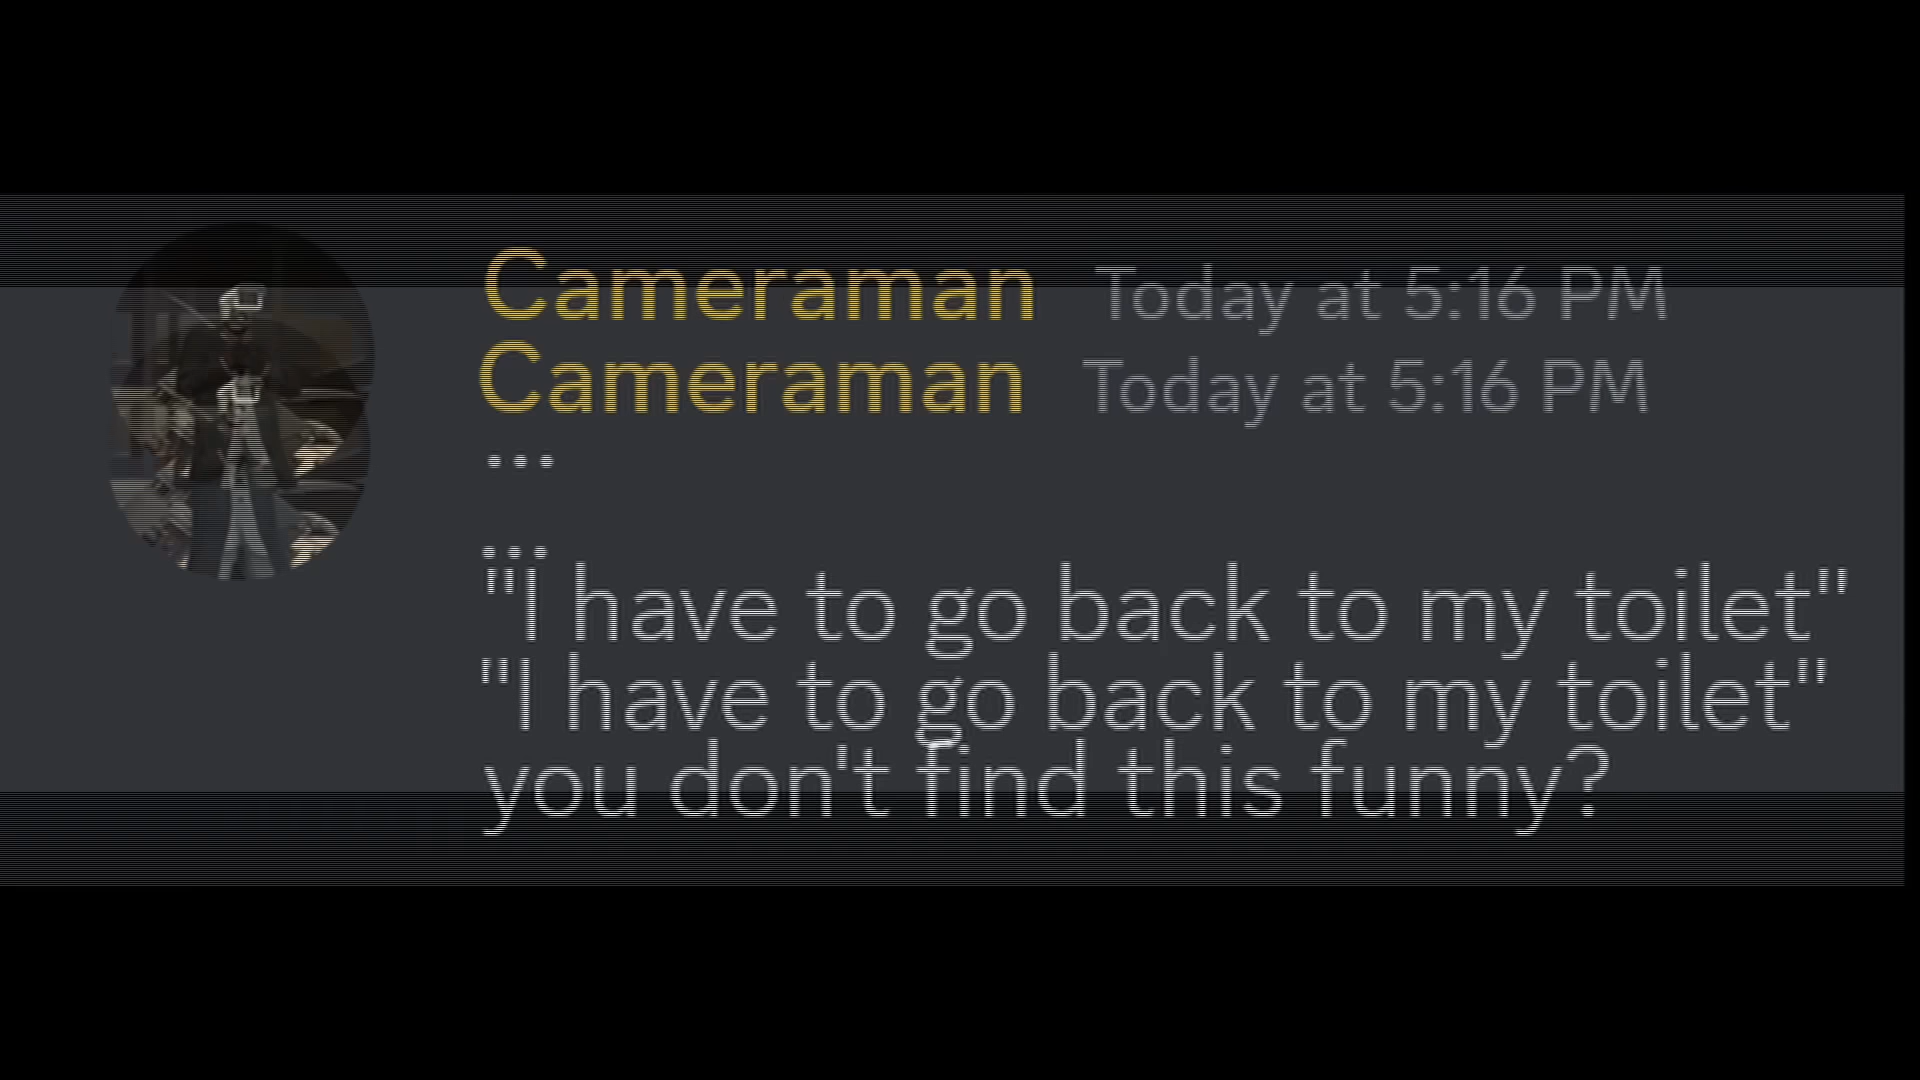 Cameraman Today at 5:16 PM
Cameraman Today at 5:16 PM
...
...
"I have to go back to my toilet"
"I have to go back to my toilet"
you don't find this funny?